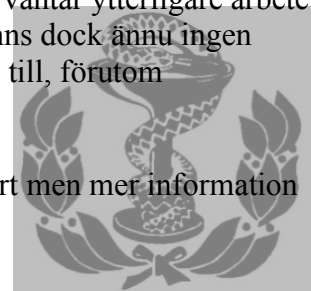 väntar ytterligare arbete
ns dock ännu ingen
till, förutom
rt men mer information